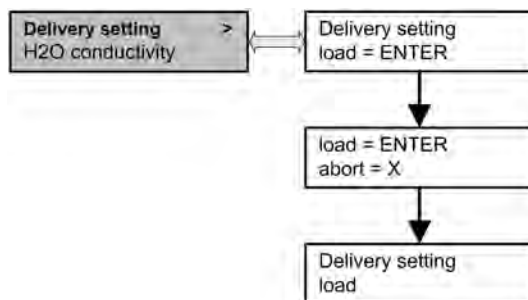 Delivery setting >
H2O conductivity
Delivery setting
load = ENTER
load = ENTER
abort = X
Delivery setting
load